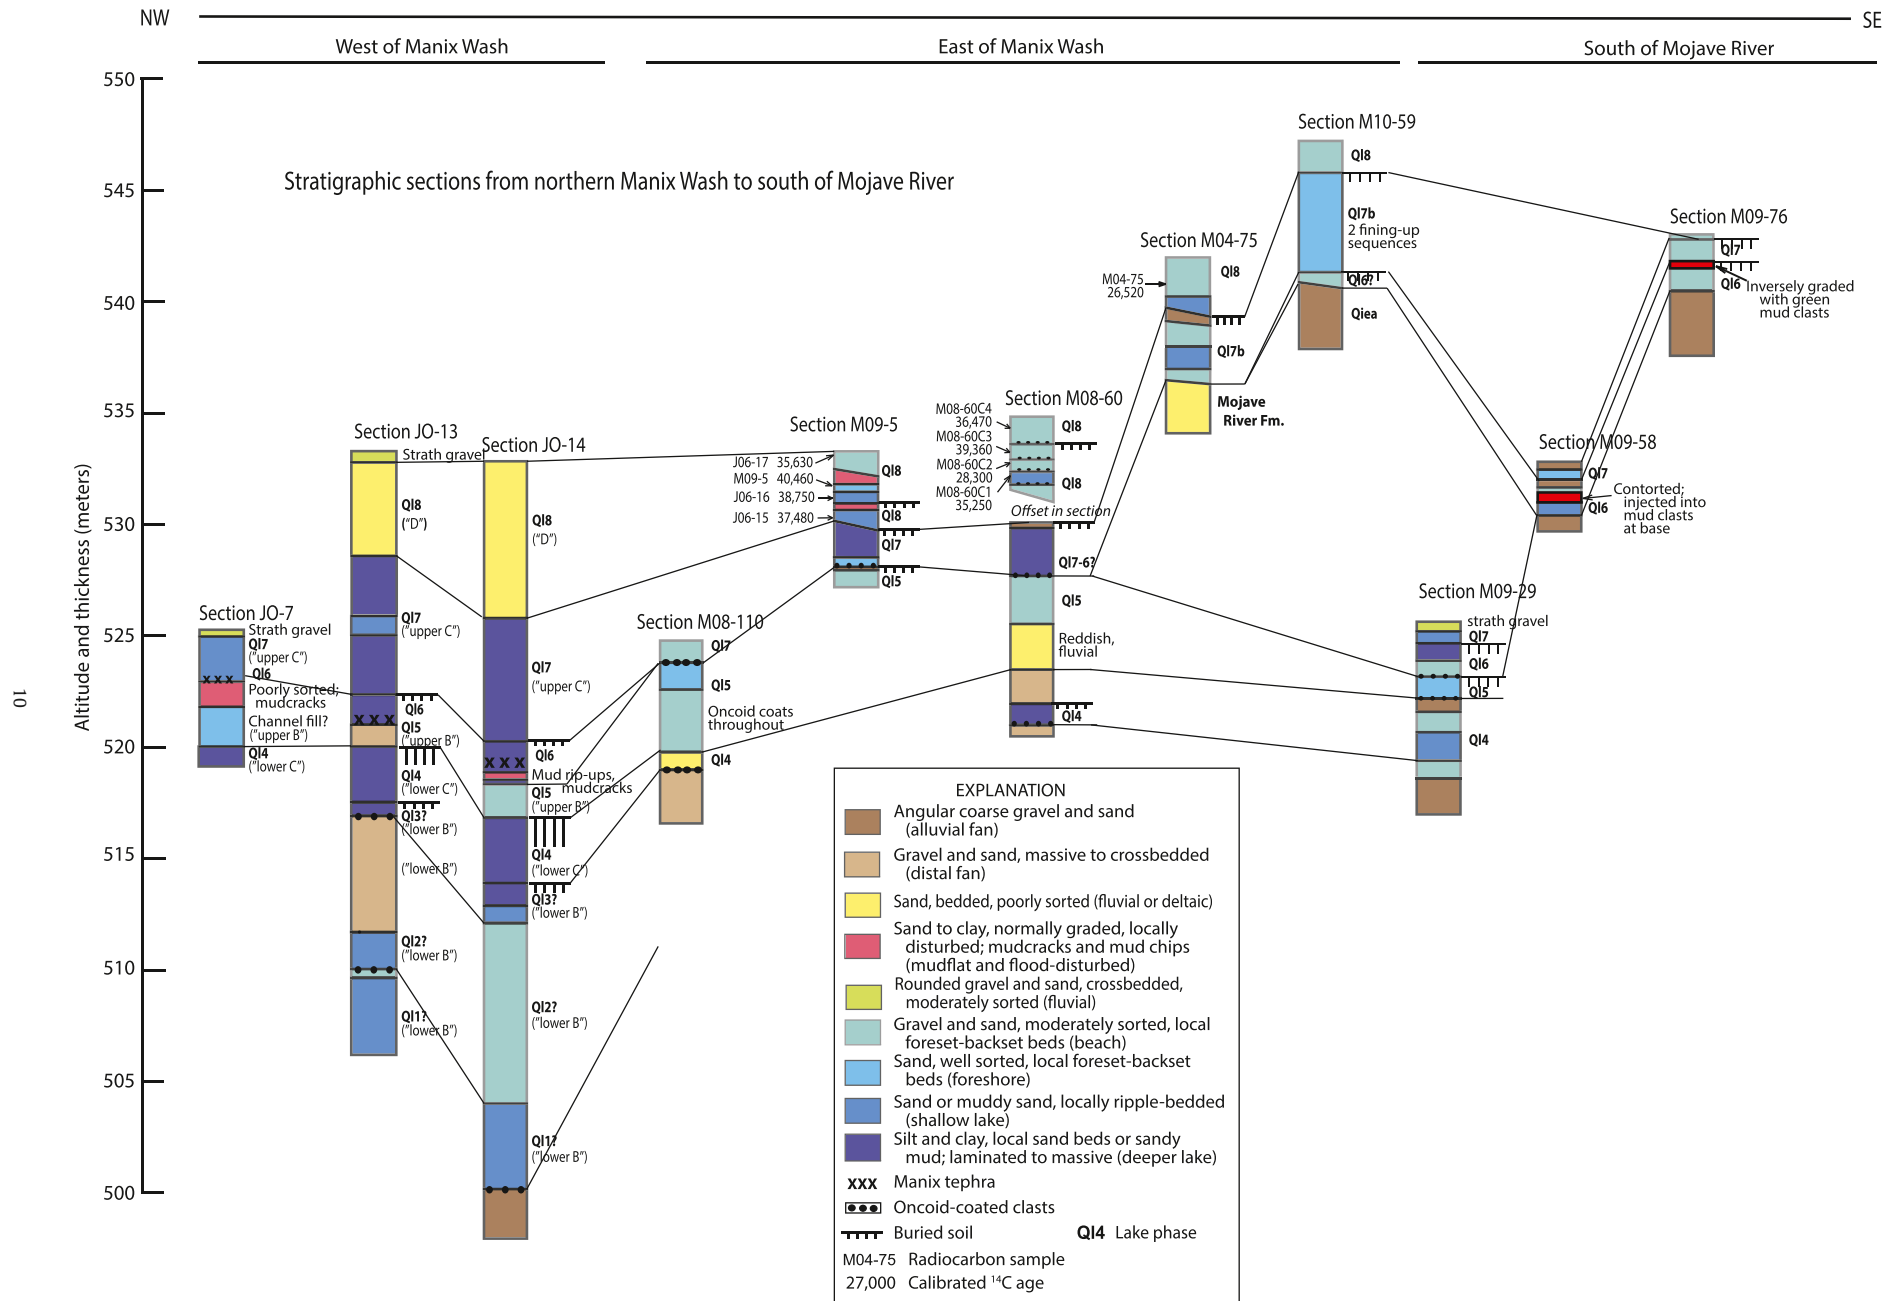 NW
SE
West of Manix Wash
East of Manix Wash
South of Mojave River
Stratigraphic sections from northern Manix Wash to south of Mojave River
Altitude and thickness (meters)
550
545
540
535
530
525
520
515
510
505
500
10
Section JO-7
Strath gravel
Ql7
("upper C")
Ql6
Poorly sorted;
mudcracks
Channel fill?
("upper B")
Ql4
("lower C")
xxx
Section JO-13
Strath gravel
Ql8
("D")
Ql7
("upper C")
Ql6
X X X
Ql5
("upper B")
Ql4
("lower C")
Ql3?
("lower B")
("lower B")
Ql2?
("lower B")
Ql1?
("lower B")
Section JO-14
Ql8
("D")
Ql7
("upper C")
Ql6
X X X
Mud rip-ups,
mudcracks
Ql5
("upper B")
Ql4
("lower C")
Ql3?
("lower B")
Ql2?
("lower B")
Ql1?
("lower B")
Section M08-110
Ql7
Ql5
Oncoid coats
throughout
Ql4
Section M09-5
J06-17 35,630
M09-5 40,460
J06-16 38,750
J06-15 37,480
Ql8
Ql8
Ql7
Ql5
Section M08-60
M08-60C4
36,470
M08-60C3
39,360
M08-60C2
28,300
M08-60C1
35,250
Ql8
Ql8
Offset in section
Ql7-6?
Ql5
Reddish,
fluvial
Ql4
Section M04-75
M04-75
26,520
Ql8
Ql7b
Mojave
River Fm.
Section M10-59
Ql8
Ql7b
2 fining-up
sequences
Ql6?
Qiea
Section M09-29
strath gravel
Ql7
Ql6
Ql5
Ql4
Section M09-58
Ql7
Ql6
Contorted;
injected into
mud clasts
at base
Section M09-76
Ql7
Ql6
Inversely graded
with green
mud clasts
EXPLANATION
Angular coarse gravel and sand
(alluvial fan)
Gravel and sand, massive to crossbedded
(distal fan)
Sand, bedded, poorly sorted (fluvial or deltaic)
Sand to clay, normally graded, locally
disturbed; mudcracks and mud chips
(mudflat and flood-disturbed)
Rounded gravel and sand, crossbedded,
moderately sorted (fluvial)
Gravel and sand, moderately sorted, local
foreset-backset beds (beach)
Sand, well sorted, local foreset-backset
beds (foreshore)
Sand or muddy sand, locally ripple-bedded
(shallow lake)
Silt and clay, local sand beds or sandy
mud; laminated to massive (deeper lake)
xxx Manix tephra
Oncoid-coated clasts
Buried soil
Ql4 Lake phase
M04-75 Radiocarbon sample
27,000 Calibrated ¹⁴C age